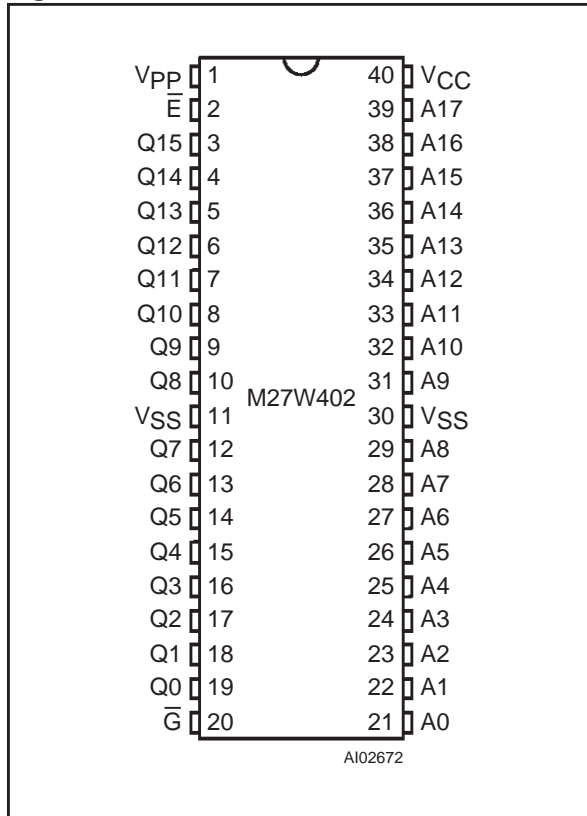 VPP 1 40 VCC
E̅ 2 39 A17
Q15 3 38 A16
Q14 4 37 A15
Q13 5 36 A14
Q12 6 35 A13
Q11 7 34 A12
Q10 8 33 A11
Q9 9 32 A10
Q8 10 31 A9
M27W402
VSS 11 30 VSS
Q7 12 29 A8
Q6 13 28 A7
Q5 14 27 A6
Q4 15 26 A5
Q3 16 25 A4
Q2 17 24 A3
Q1 18 23 A2
Q0 19 22 A1
G̅ 20 21 A0
AI02672